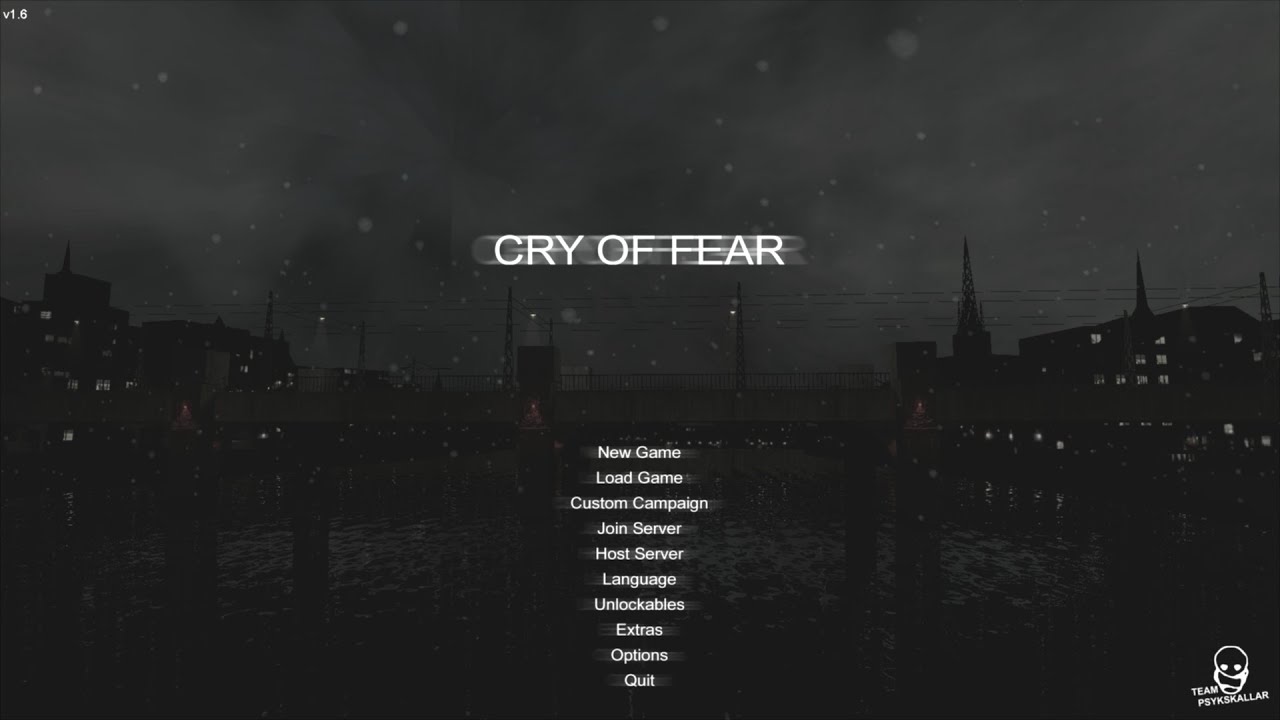 v1.6
CRY OF FEAR
New Game
Load Game
Custom Campaign
Join Server
Host Server
Language
Unlockables
Extras
Options
Quit
TEAM
PSYKSKALLAR